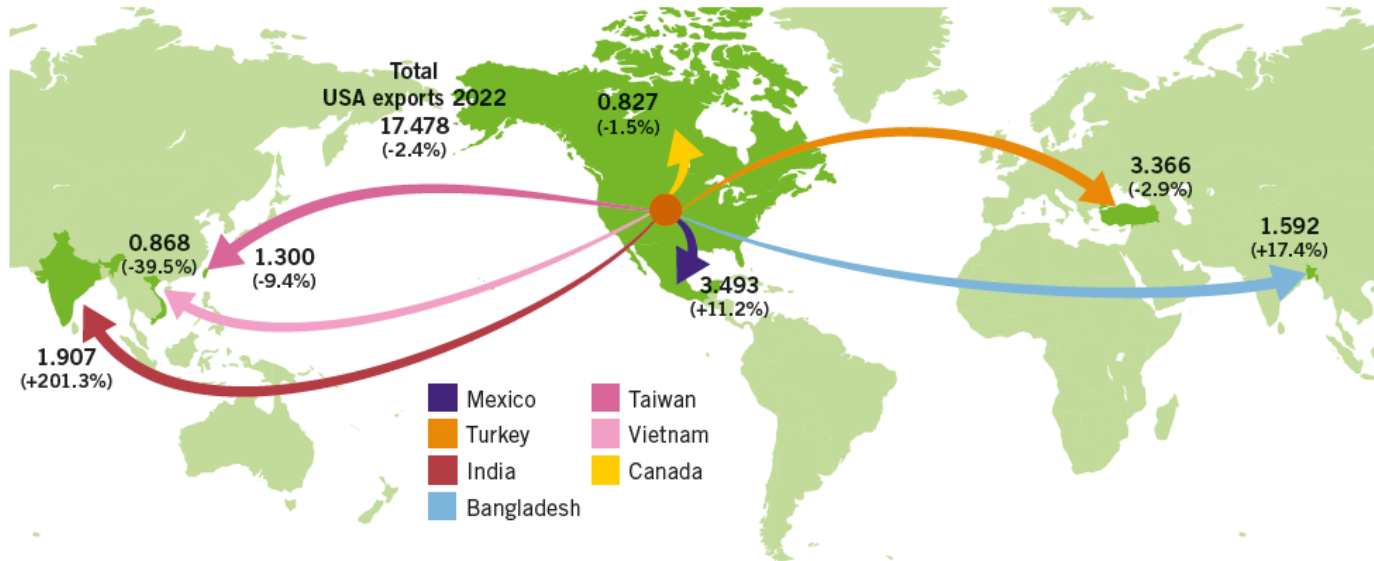 Total
USA exports 2022
17.478
(-2.4%)
0.827
(-1.5%)
3.366
(-2.9%)
1.592
(+17.4%)
0.868
(-39.5%)
1.300
(-9.4%)
3.493
(+11.2%)
1.907
(+201.3%)
Mexico
Turkey
India
Bangladesh
Taiwan
Vietnam
Canada